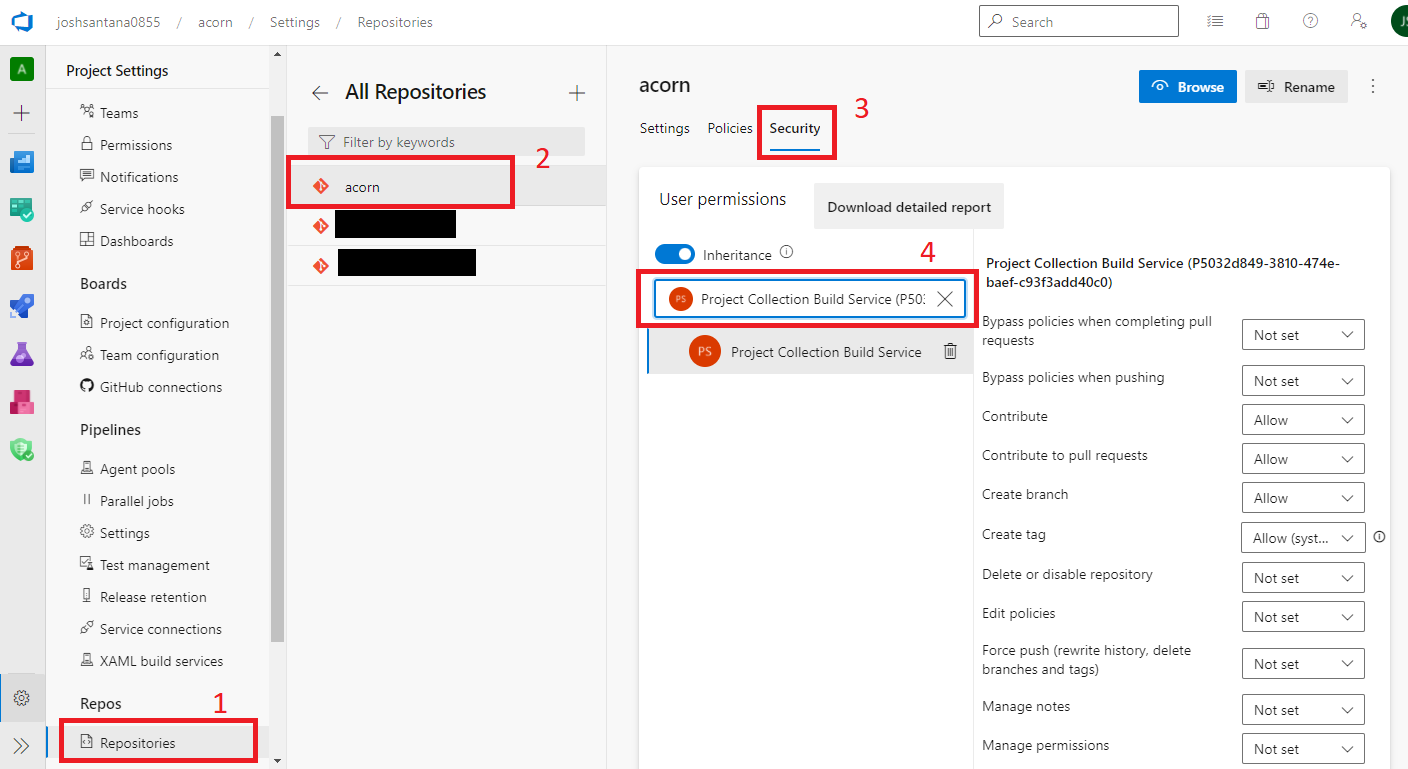 joshsantana0855 / acorn / Settings / Repositories
Search
JS
A
Project Settings
Teams
Permissions
Notifications
Service hooks
Dashboards
Boards
Project configuration
Team configuration
GitHub connections
Pipelines
Agent pools
Parallel jobs
Settings
Test management
Release retention
Service connections
XAML build services
Repos
1
Repositories
All Repositories
Filter by keywords
2
acorn
acorn
Browse
Rename
Settings Policies Security
3
User permissions
Download detailed report
Inheritance
4
PS Project Collection Build Service (P503
PS Project Collection Build Service
Project Collection Build Service (P5032d849-3810-474e-
baef-c93f3add40c0)
Bypass policies when completing pull
requests
Not set
Bypass policies when pushing
Not set
Contribute
Allow
Contribute to pull requests
Allow
Create branch
Allow
Create tag
Allow (syst...
Delete or disable repository
Not set
Edit policies
Not set
Force push (rewrite history, delete
branches and tags)
Not set
Manage notes
Not set
Manage permissions
Not set